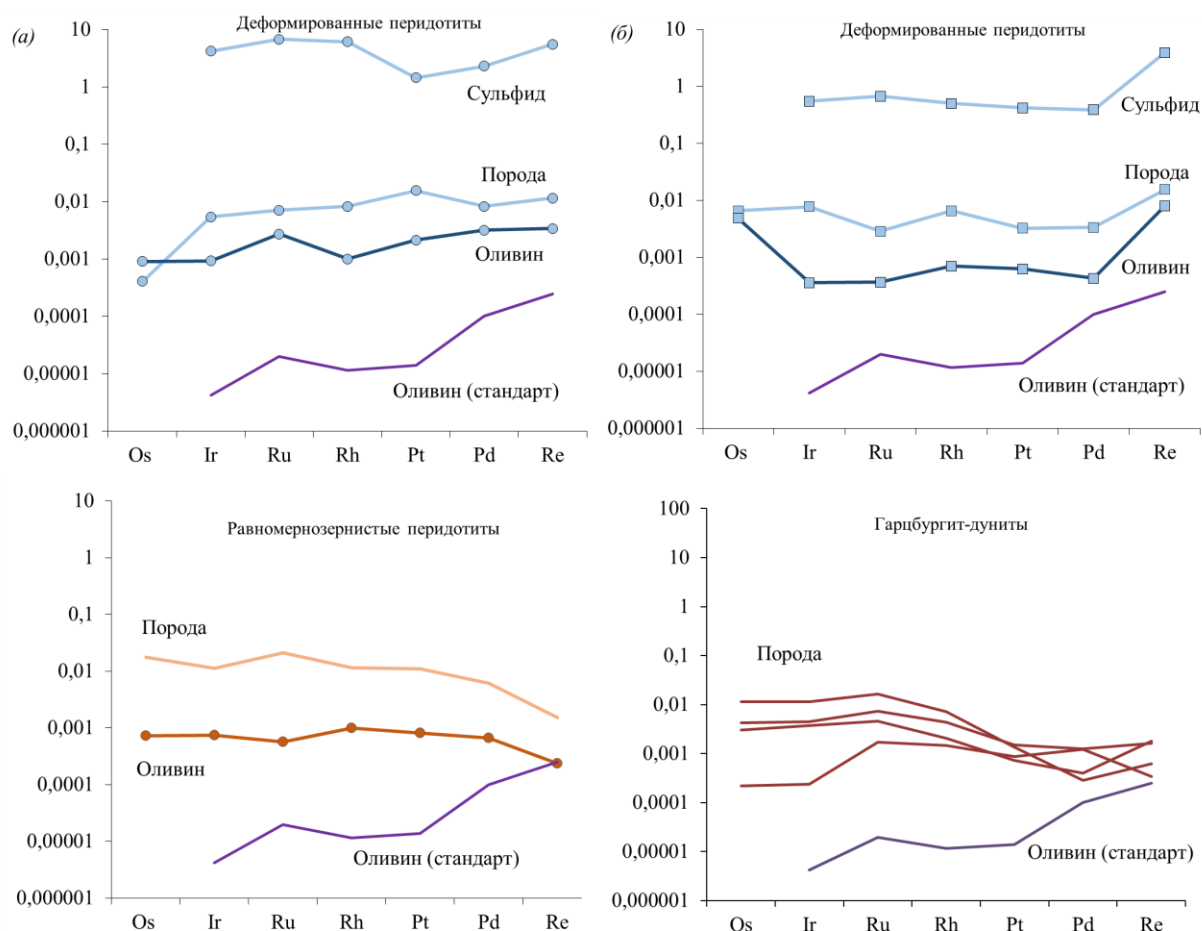 (а)
Деформированные перидотиты
10
1
0,1
0,01
0,001
0,0001
0,00001
0,000001
Сульфид
Порода
Оливин
Оливин (стандарт)
Os Ir Ru Rh Pt Pd Re
(б)
Деформированные перидотиты
10
1
0,1
0,01
0,001
0,0001
0,00001
0,000001
Сульфид
Порода
Оливин
Оливин (стандарт)
Os Ir Ru Rh Pt Pd Re
Равномернозернистые перидотиты
10
1
0,1
0,01
0,001
0,0001
0,00001
0,000001
Порода
Оливин
Оливин (стандарт)
Os Ir Ru Rh Pt Pd Re
Гарцбургит-дуниты
100
10
1
0,1
0,01
0,001
0,0001
0,00001
0,000001
Порода
Оливин (стандарт)
Os Ir Ru Rh Pt Pd Re